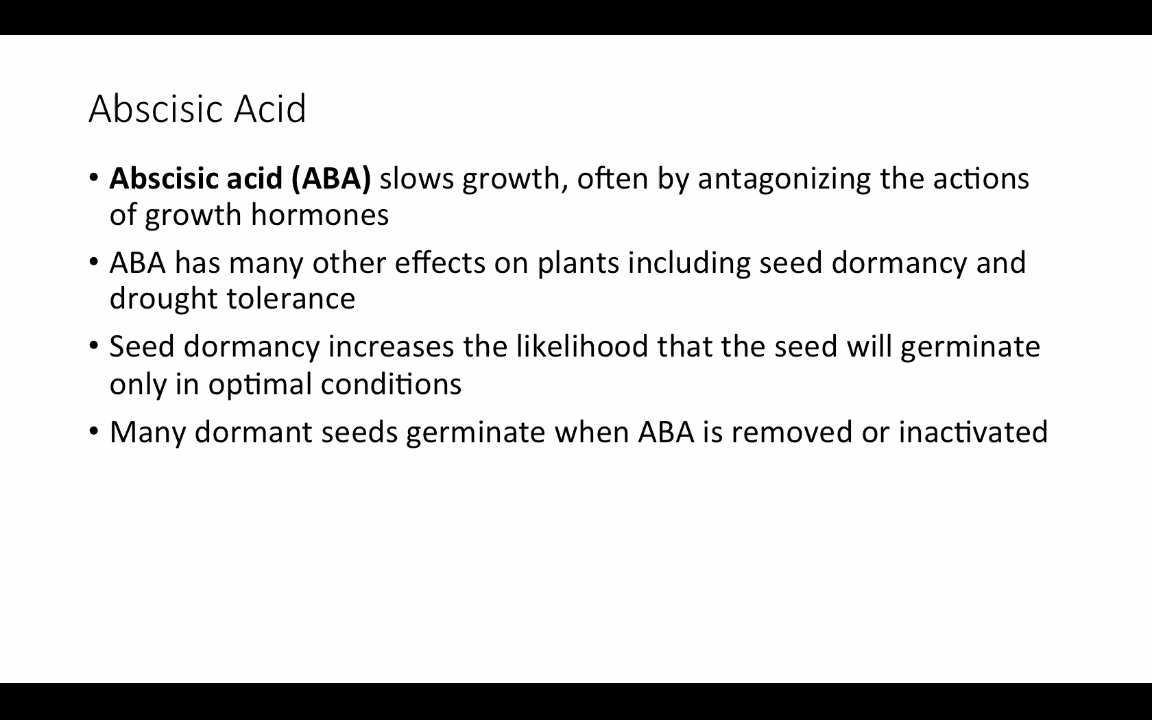 Abscisic Acid
• Abscisic acid (ABA) slows growth, often by antagonizing the actions
of growth hormones
• ABA has many other effects on plants including seed dormancy and
drought tolerance
• Seed dormancy increases the likelihood that the seed will germinate
only in optimal conditions
• Many dormant seeds germinate when ABA is removed or inactivated